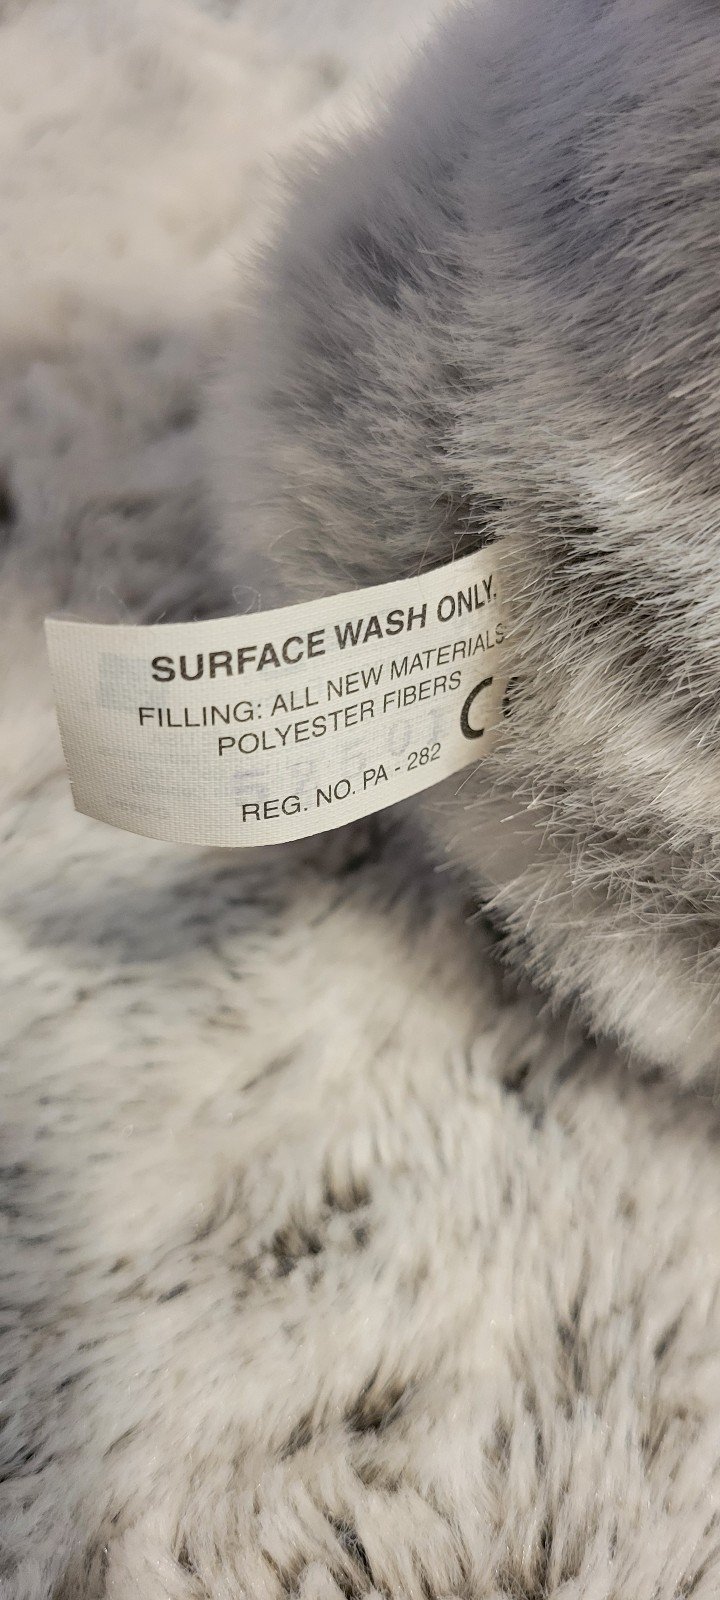 SURFACE WASH ONLY.
FILLING: ALL NEW MATERIALS
POLYESTER FIBERS
REG. NO. PA - 282